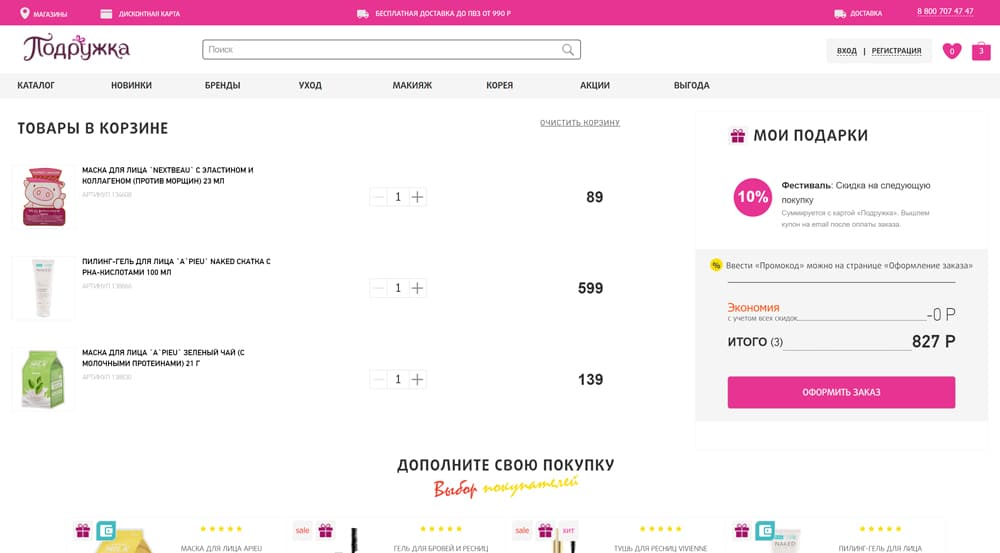 МАГАЗИНЫ
ДИСКОНТНАЯ КАРТА
БЕСПЛАТНАЯ ДОСТАВКА ДО ПВЗ ОТ 990 Р
ДОСТАВКА
8 800 707 47 47
Подружка
Поиск
ВХОД | РЕГИСТРАЦИЯ
0
3
КАТАЛОГ НОВИНКИ БРЕНДЫ УХОД МАКИЯЖ КОРЕЯ АКЦИИ ВЫГОДА
ТОВАРЫ В КОРЗИНЕ
ОЧИСТИТЬ КОРЗИНУ
МАСКА ДЛЯ ЛИЦА `NEXTBEAU` С ЭЛАСТИНОМ И
КОЛЛАГЕНОМ (ПРОТИВ МОРЩИН) 23 МЛ
АРТИКУЛ 136608
1
89
ПИЛИНГ-ГЕЛЬ ДЛЯ ЛИЦА `A`PIEU` NAKED СКАТКА С
PHA-КИСЛОТАМИ 100 МЛ
АРТИКУЛ 138866
1
599
МАСКА ДЛЯ ЛИЦА `A`PIEU` ЗЕЛЕНЫЙ ЧАЙ (С
МОЛОЧНЫМИ ПРОТЕИНАМИ) 21 Г
АРТИКУЛ 138830
1
139
МОИ ПОДАРКИ
10%
Фестиваль: Скидка на следующую
покупку
Суммируется с картой «Подружка». Вышлем
купон на email после оплаты заказа.
% Ввести «Промокод» можно на странице «Оформление заказа»
Экономия
с учетом всех скидок
-0 Р
ИТОГО (3) 827 Р
ОФОРМИТЬ ЗАКАЗ
ДОПОЛНИТЕ СВОЮ ПОКУПКУ
Выбор покупателей
sale
sale
хит
NAKED
МАСКА ДЛЯ ЛИЦА APIEU
ГЕЛЬ ДЛЯ БРОВЕЙ И РЕСНИЦ
ТУШЬ ДЛЯ РЕСНИЦ VIVIENNE
ПИЛИНГ-ГЕЛЬ ДЛЯ ЛИЦА